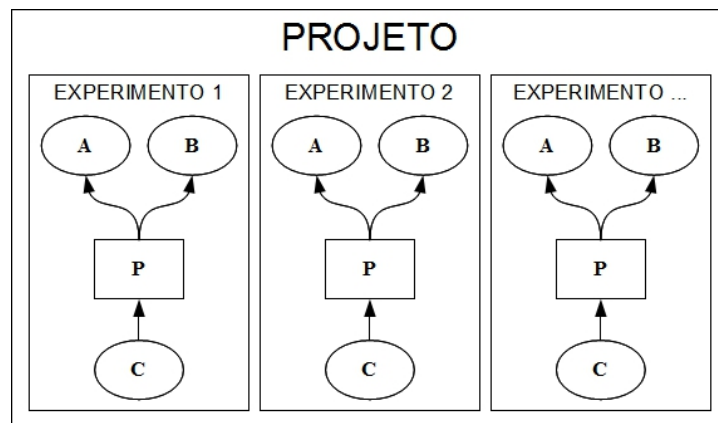 PROJETO
EXPERIMENTO 1
A B
P
C
EXPERIMENTO 2
A B
P
C
EXPERIMENTO ...
A B
P
C